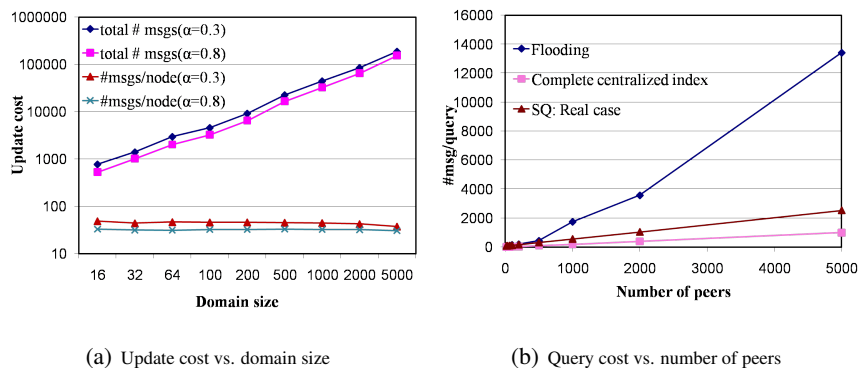 1000000
100000
10000
1000
100
10
Update cost
total # msgs(α=0.3)
total # msgs(α=0.8)
#msgs/node(α=0.3)
#msgs/node(α=0.8)
16 32 64 100 200 500 1000 2000 5000
Domain size
(a) Update cost vs. domain size
16000
14000
12000
10000
8000
6000
4000
2000
0
#msg/query
Flooding
Complete centralized index
SQ: Real case
0 1000 2000 3000 4000 5000
Number of peers
(b) Query cost vs. number of peers